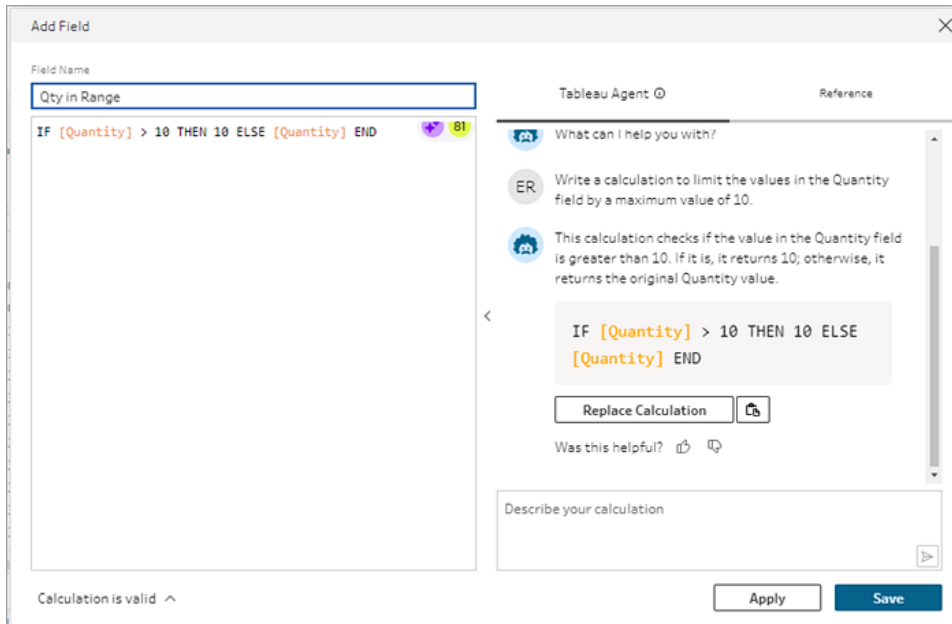 Add Field
Field Name
Qty in Range
IF [Quantity] > 10 THEN 10 ELSE [Quantity] END
81
Tableau Agent
Reference
What can I help you with?
ER
Write a calculation to limit the values in the Quantity
field by a maximum value of 10.
This calculation checks if the value in the Quantity field
is greater than 10. If it is, it returns 10; otherwise, it
returns the original Quantity value.
IF [Quantity] > 10 THEN 10 ELSE
[Quantity] END
Replace Calculation
Was this helpful?
Describe your calculation
Calculation is valid
Apply
Save